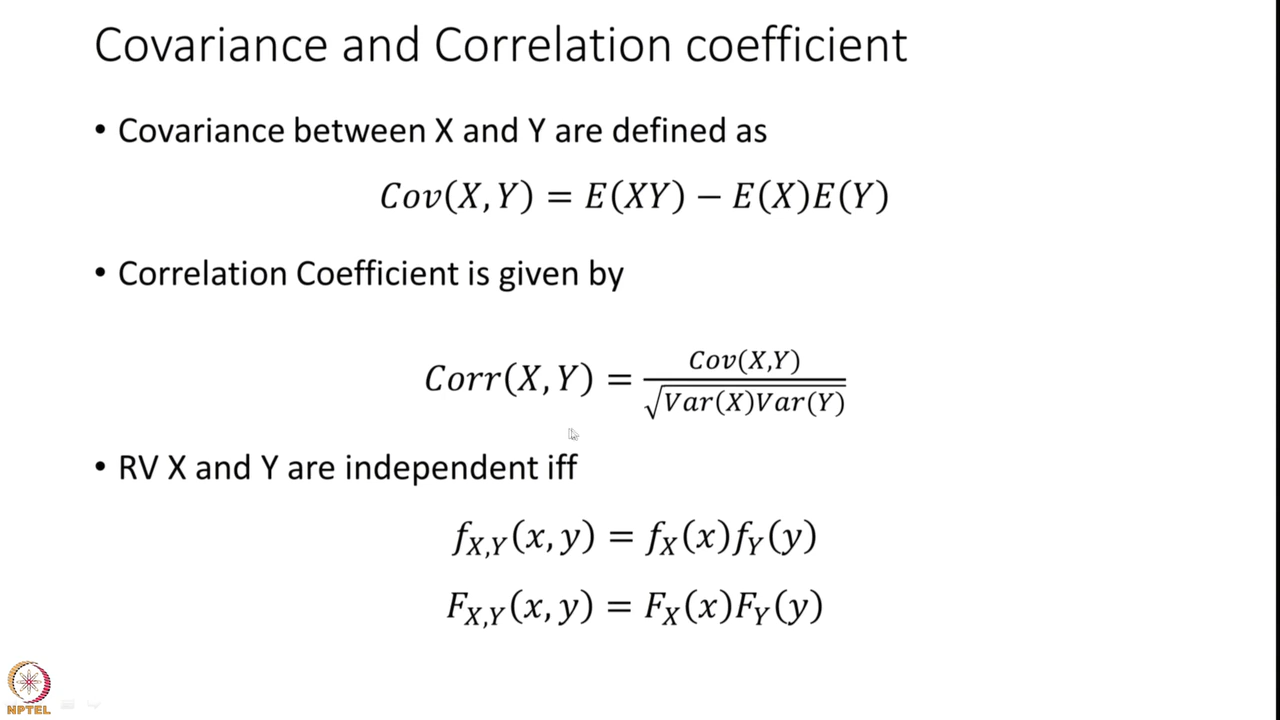 Covariance and Correlation coefficient
• Covariance between X and Y are defined as
Cov(X, Y) = E(XY) − E(X)E(Y)
• Correlation Coefficient is given by
Corr(X, Y) = Cov(X,Y) / √Var(X)Var(Y)
• RV X and Y are independent iff
f_{X,Y}(x, y) = f_X(x)f_Y(y)
F_{X,Y}(x, y) = F_X(x)F_Y(y)
NPTEL